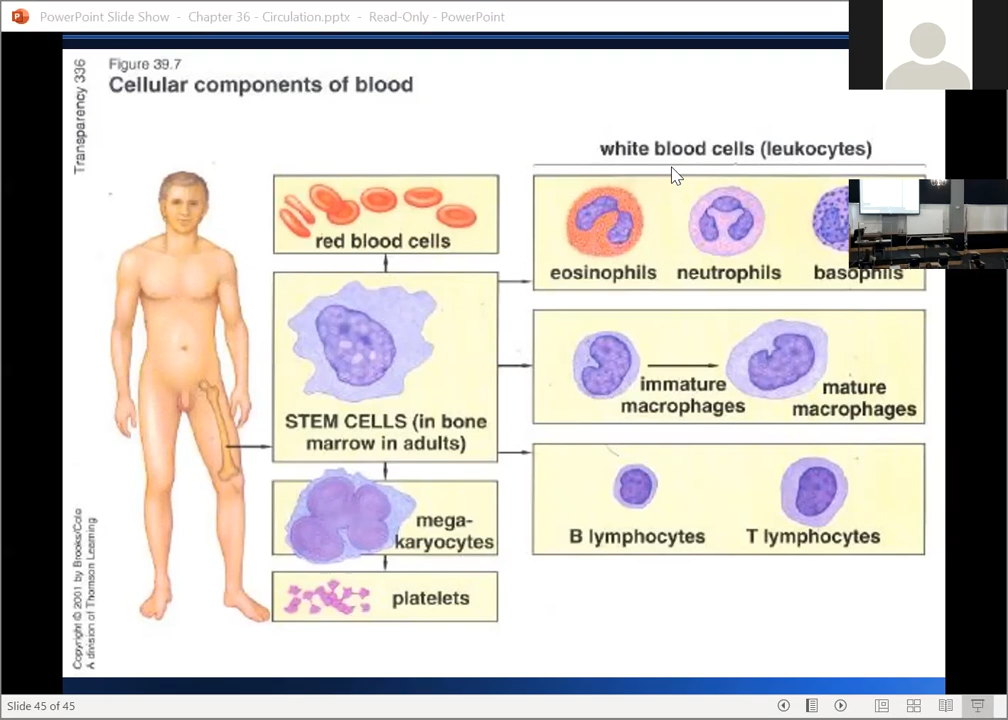 PowerPoint Slide Show - Chapter 36 - Circulation.pptx - Read-Only - PowerPoint
Transparency 336
Figure 39.7
Cellular components of blood
white blood cells (leukocytes)
red blood cells
eosinophils
neutrophils
basophils
STEM CELLS (in bone
marrow in adults)
immature
macrophages
mature
macrophages
mega-
karyocytes
B lymphocytes
T lymphocytes
platelets
Copyright © 2001 by Brooks/Cole
A division of Thomson Learning
Slide 45 of 45